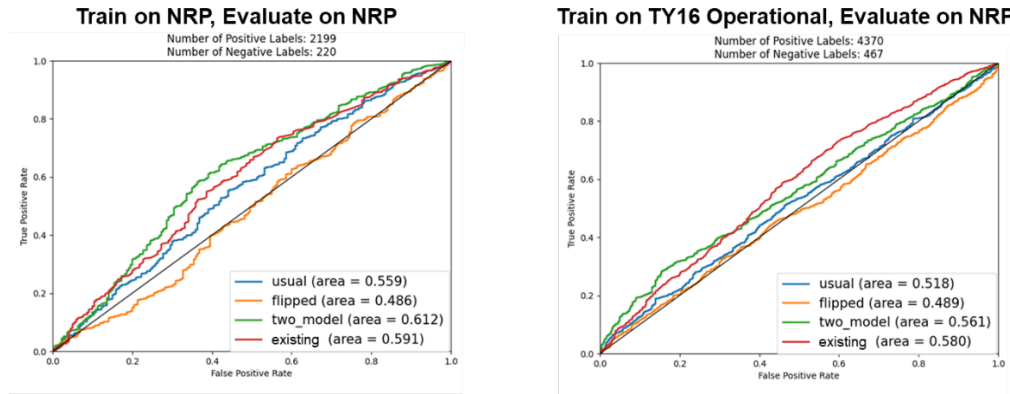 Train on NRP, Evaluate on NRP
Number of Positive Labels: 2199
Number of Negative Labels: 220
1.0
0.8
0.6
0.4
0.2
0.0
True Positive Rate
usual (area = 0.559)
flipped (area = 0.486)
two_model (area = 0.612)
existing (area = 0.591)
0.0
0.2
0.4
0.6
0.8
1.0
False Positive Rate
Train on TY16 Operational, Evaluate on NRP
Number of Positive Labels: 4370
Number of Negative Labels: 467
1.0
0.8
0.6
0.4
0.2
0.0
True Positive Rate
usual (area = 0.518)
flipped (area = 0.489)
two_model (area = 0.561)
existing (area = 0.580)
0.0
0.2
0.4
0.6
0.8
1.0
False Positive Rate